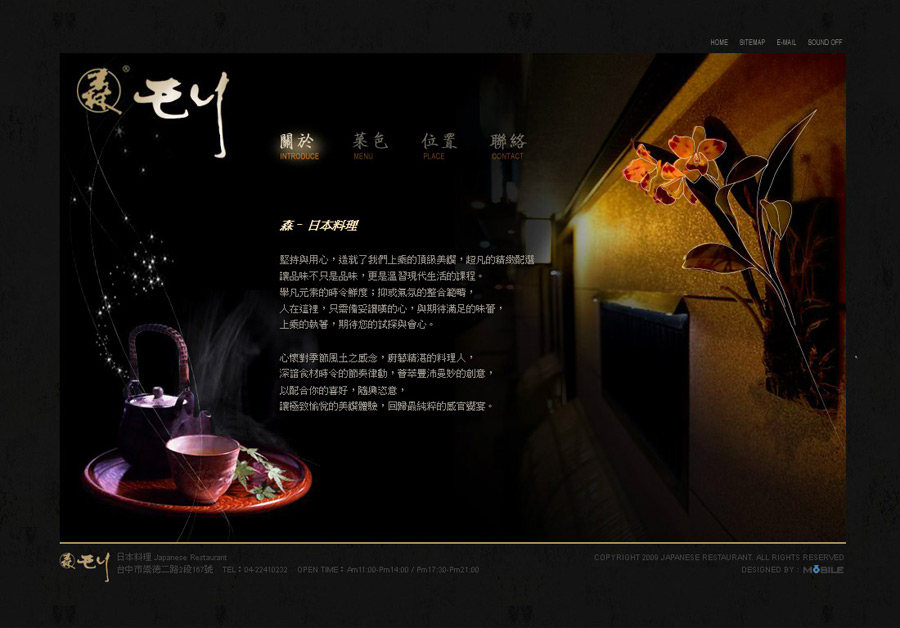 HOME SITEMAP E-MAIL SOUND OFF
森 ® モリ
關於 菜色 位置 聯絡
INTRODUCE MENU PLACE CONTACT
森 - 日本料理
堅持與用心，造就了我們上乘的頂級美饌，超凡的精緻配選
讓品味不只是品味，更是溫習現代生活的課程。
舉凡元素的時令鮮度；抑或氣氛的整合範疇，
人在這裡，只需備妥讚嘆的心，與期待滿足的味蕾，
上乘的執著，期待您的試探與會心。
心懷對季節風土之感念，廚藝精湛的料理人，
深諳食材時令的節奏律動，薈萃豐沛曼妙的創意，
以配合你的喜好，隨興恣意，
讓極致愉悅的美饌體驗，回歸最純粹的感官饗宴。
森 モリ
日本料理 Japanese Restaurant
台中市崇德二路2段167號 TEL：04-22410232 OPEN TIME：Am11:00-Pm14:00 / Pm17:30-Pm21:00
COPYRIGHT 2009 JAPANESE RESTAURANT. ALL RIGHTS RESERVED
DESIGNED BY : MOBILE